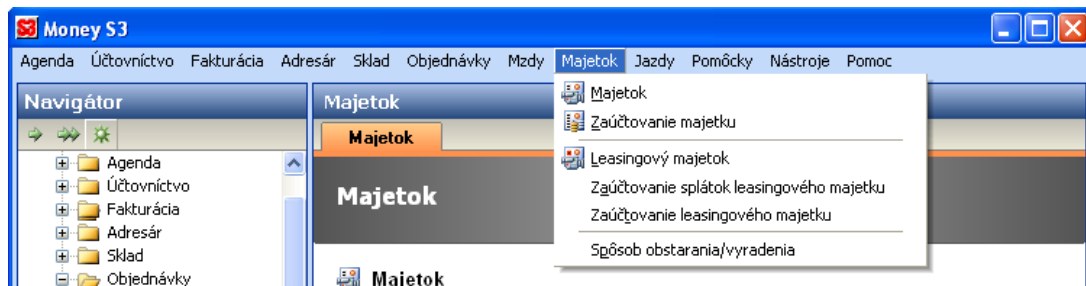 Money S3
Agenda Účtovníctvo Fakturácia Adresár Sklad Objednávky Mzdy Majetok Jazdy Pomôcky Nástroje Pomoc
Navigátor
Agenda
Účtovníctvo
Fakturácia
Adresár
Sklad
Objednávky
Majetok
Majetok
Majetok
Majetok
Majetok
Zaúčtovanie majetku
Leasingový majetok
Zaúčtovanie splátok leasingového majetku
Zaúčtovanie leasingového majetku
Spôsob obstarania/vyradenia